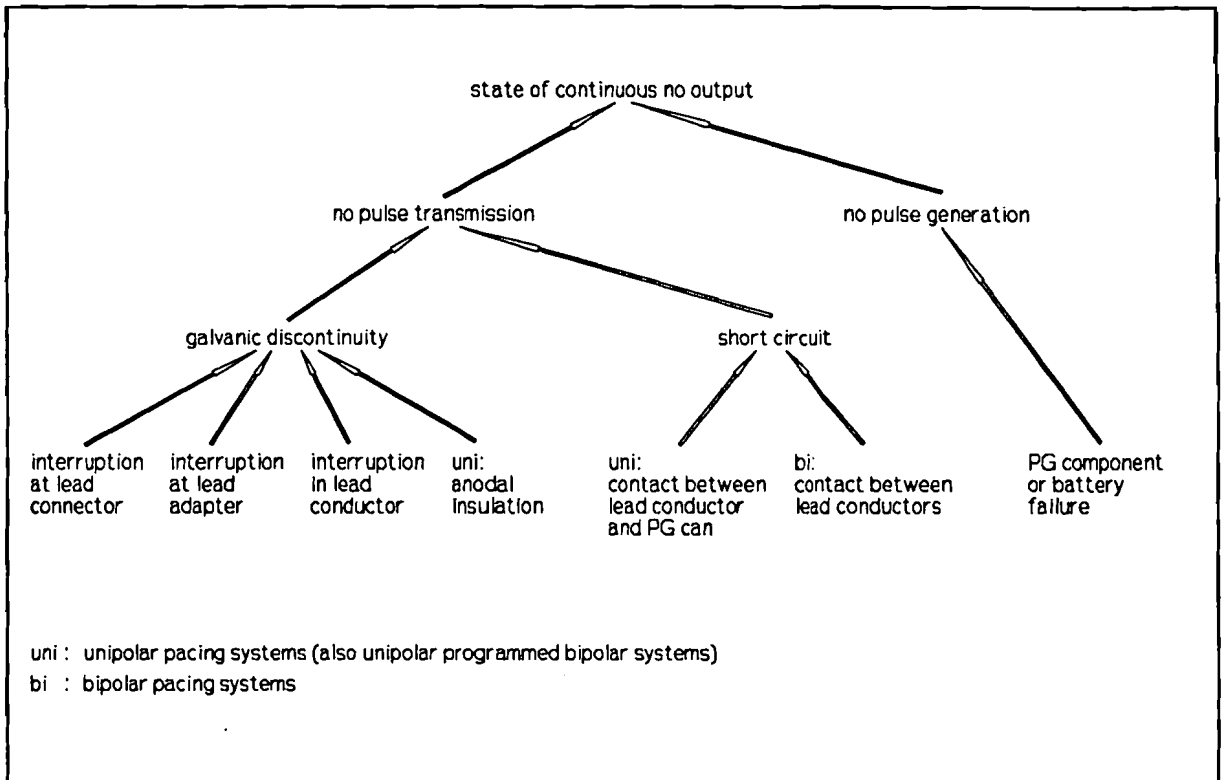 state of continuous no output
no pulse transmission
no pulse generation
galvanic discontinuity
short circuit
interruption
at lead
connector
interruption
at lead
adapter
interruption
in lead
conductor
uni:
anodal
insulation
uni:
contact between
lead conductor
and PG can
bi:
contact between
lead conductors
PG component
or battery
failure
uni : unipolar pacing systems (also unipolar programmed bipolar systems)
bi : bipolar pacing systems